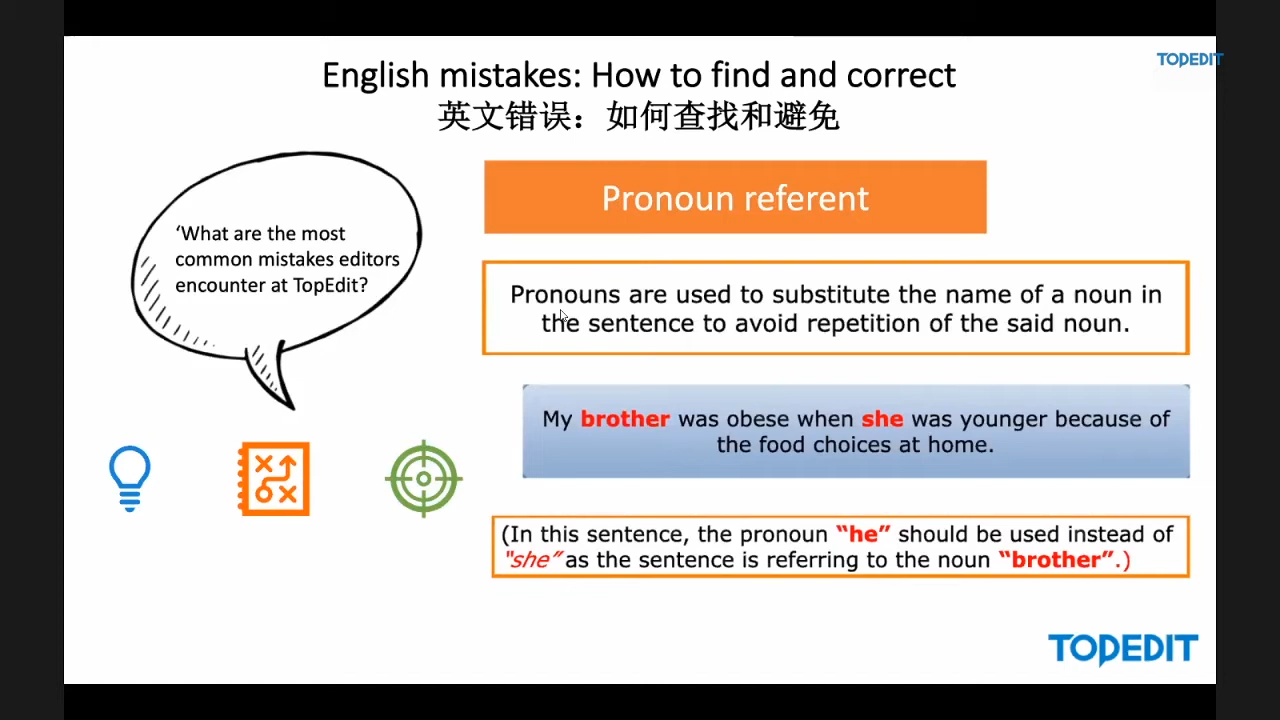 English mistakes: How to find and correct
英文错误：如何查找和避免
TOPEDIT
‘What are the most
common mistakes editors
encounter at TopEdit?
Pronoun referent
Pronouns are used to substitute the name of a noun in
the sentence to avoid repetition of the said noun.
My brother was obese when she was younger because of
the food choices at home.
(In this sentence, the pronoun “he” should be used instead of
“she” as the sentence is referring to the noun “brother”.)
TOPEDIT